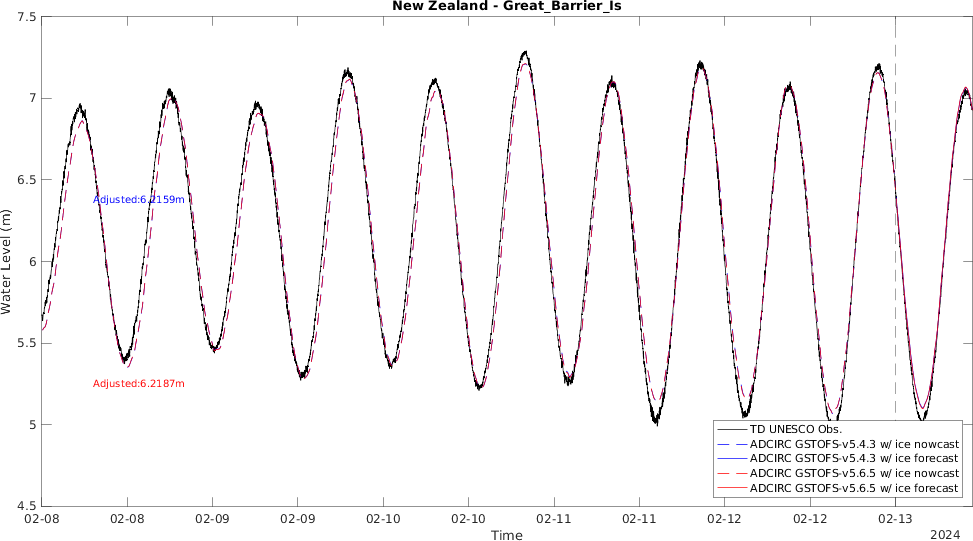 New Zealand - Great_Barrier_Is
7.5
7
6.5
6
5.5
5
4.5
Water Level (m)
Adjusted:6.2159m
Adjusted:6.2187m
TD UNESCO Obs.
ADCIRC GSTOFS-v5.4.3 w/ ice nowcast
ADCIRC GSTOFS-v5.4.3 w/ ice forecast
ADCIRC GSTOFS-v5.6.5 w/ ice nowcast
ADCIRC GSTOFS-v5.6.5 w/ ice forecast
02-08 02-08 02-09 02-09 02-10 02-10 02-11 02-11 02-12 02-12 02-13
Time
2024